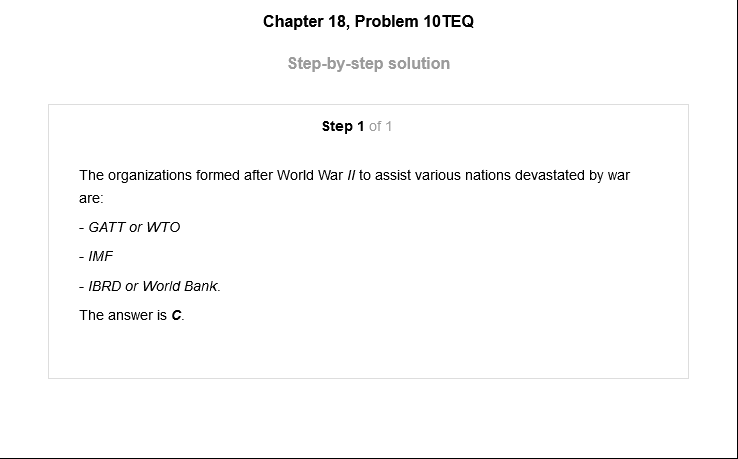 Chapter 18, Problem 10TEQ
Step-by-step solution
Step 1 of 1
The organizations formed after World War II to assist various nations devastated by war
are:
- GATT or WTO
- IMF
- IBRD or World Bank.
The answer is C.